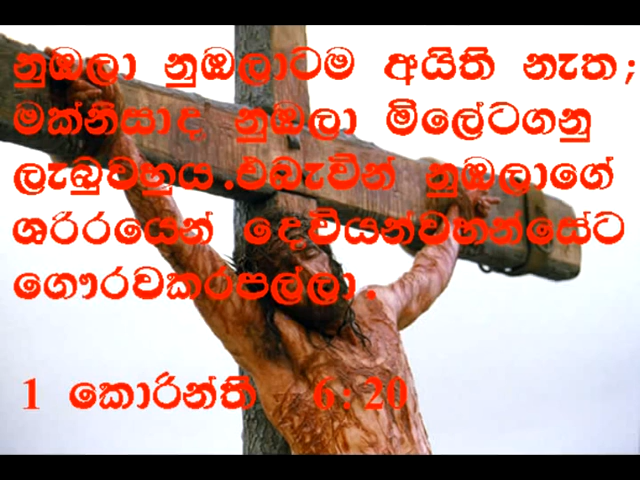 නුඹලා නුඹලාටම අයිති නැත;
මක්නිසාද නුඹලා මිලේටගනු
ලැබුවහුය.එබැවින් නුඹලාගේ
ශරීරයෙන් දෙවියන්වහන්සේට
ගෞරවකරපල්ලා.
1 කොරින්ති 6:20